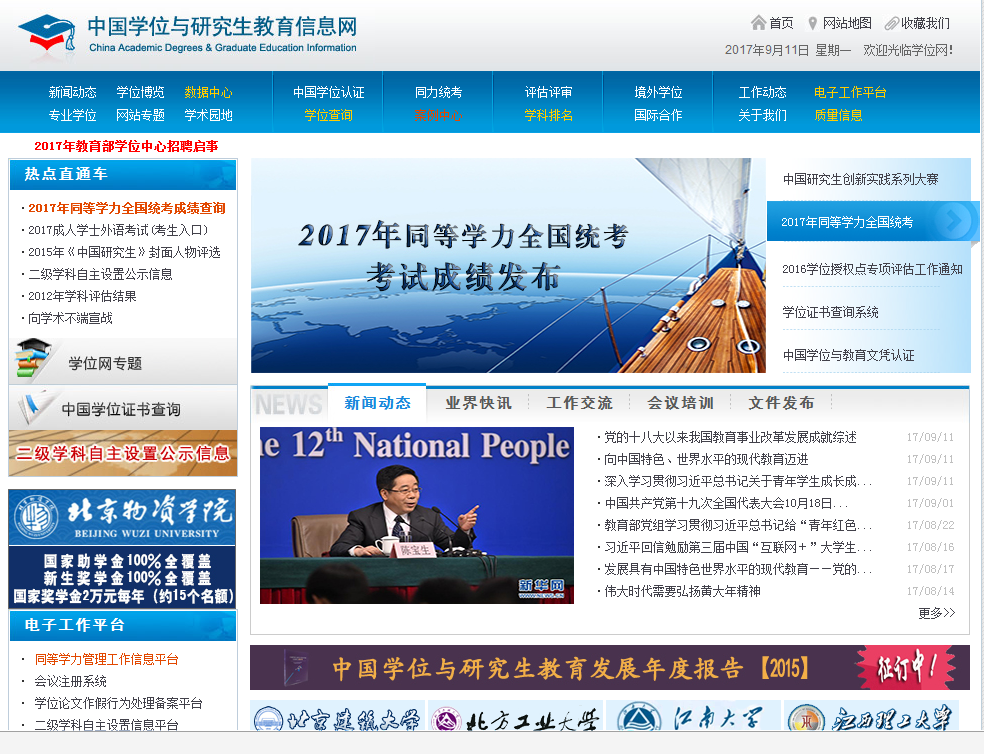 中国学位与研究生教育信息网
China Academic Degrees & Graduate Education Information
首页 网站地图 收藏我们
2017年9月11日 星期一 欢迎光临学位网!
新闻动态 学位博览 数据中心 中国学位认证 同力统考 评估评审 境外学位 工作动态 电子工作平台
专业学位 网站专题 学术园地 学位查询 案例中心 学科排名 国际合作 关于我们 质量信息
2017年教育部学位中心招聘启事
热点直通车
·2017年同等学力全国统考成绩查询
·2017成人学士外语考试(考生入口)
·2015年《中国研究生》封面人物评选
·二级学科自主设置公示信息
·2012年学科评估结果
·向学术不端宣战
学位网专题
中国学位证书查询
二级学科自主设置公示信息
北京物资学院
BEIJING WUZI UNIVERSITY
国家助学金100%全覆盖
新生奖学金100%全覆盖
国家奖学金2万元每年(约15个名额)
电子工作平台
· 同等学力管理工作信息平台
· 会议注册系统
· 学位论文作假行为处理备案平台
· 二级学科自主设置信息平台
2017年同等学力全国统考
考试成绩发布
中国研究生创新实践系列大赛
2017年同等学力全国统考
2016学位授权点专项评估工作通知
学位证书查询系统
中国学位与教育文凭认证
NEWS 新闻动态 业界快讯 工作交流 会议培训 文件发布
he 12th National People
陈宝生
新华网
WWW.NEWS.CN
·党的十八大以来我国教育事业改革发展成就综述 17/09/11
·向中国特色、世界水平的现代教育迈进 17/09/11
·深入学习贯彻习近平总书记关于青年学生成长成... 17/09/11
·中国共产党第十九次全国代表大会10月18日... 17/09/01
·教育部党组学习贯彻习近平总书记给“青年红色... 17/08/22
·习近平回信勉励第三届中国“互联网＋”大学生... 17/08/16
·发展具有中国特色世界水平的现代教育——党的... 17/08/17
·伟大时代需要弘扬黄大年精神 17/08/14
更多>>
中国学位与研究生教育发展年度报告【2015】 征订中!
北京建筑大学 北方工业大学 江南大学 江西理工大学